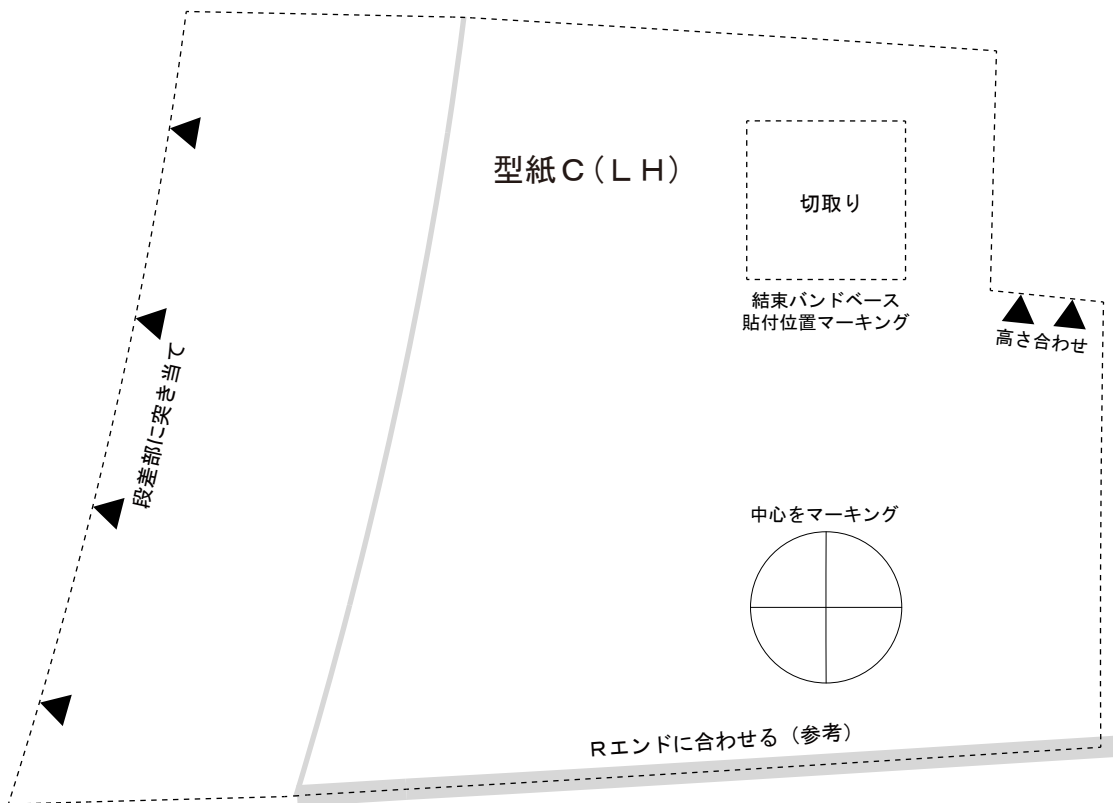 型紙C(LH)
切取り
結束バンドベース
貼付位置マーキング
高さ合わせ
段差部に突き当て
中心をマーキング
Rエンドに合わせる（参考）